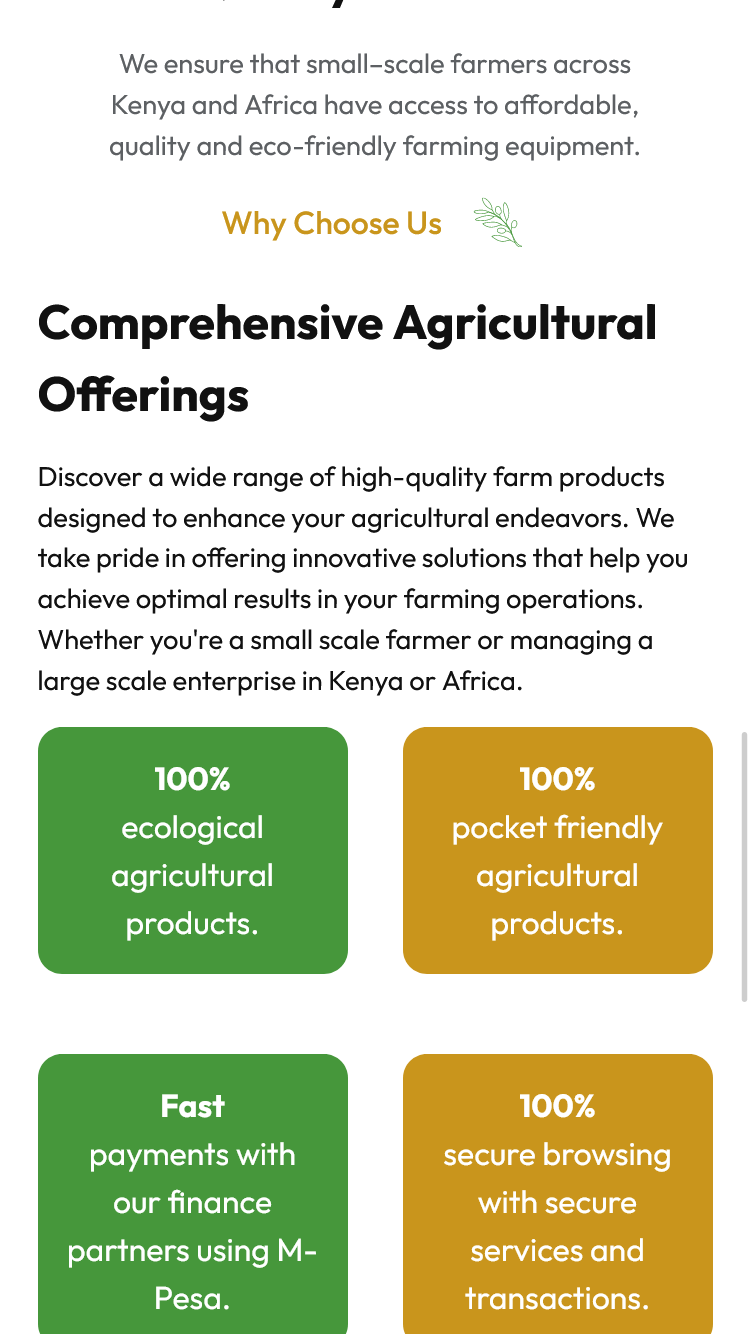 We ensure that small–scale farmers across
Kenya and Africa have access to affordable,
quality and eco-friendly farming equipment.
Why Choose Us
Comprehensive Agricultural
Offerings
Discover a wide range of high-quality farm products
designed to enhance your agricultural endeavors. We
take pride in offering innovative solutions that help you
achieve optimal results in your farming operations.
Whether you're a small scale farmer or managing a
large scale enterprise in Kenya or Africa.
100%
ecological
agricultural
products.
100%
pocket friendly
agricultural
products.
Fast
payments with
our finance
partners using M-
Pesa.
100%
secure browsing
with secure
services and
transactions.